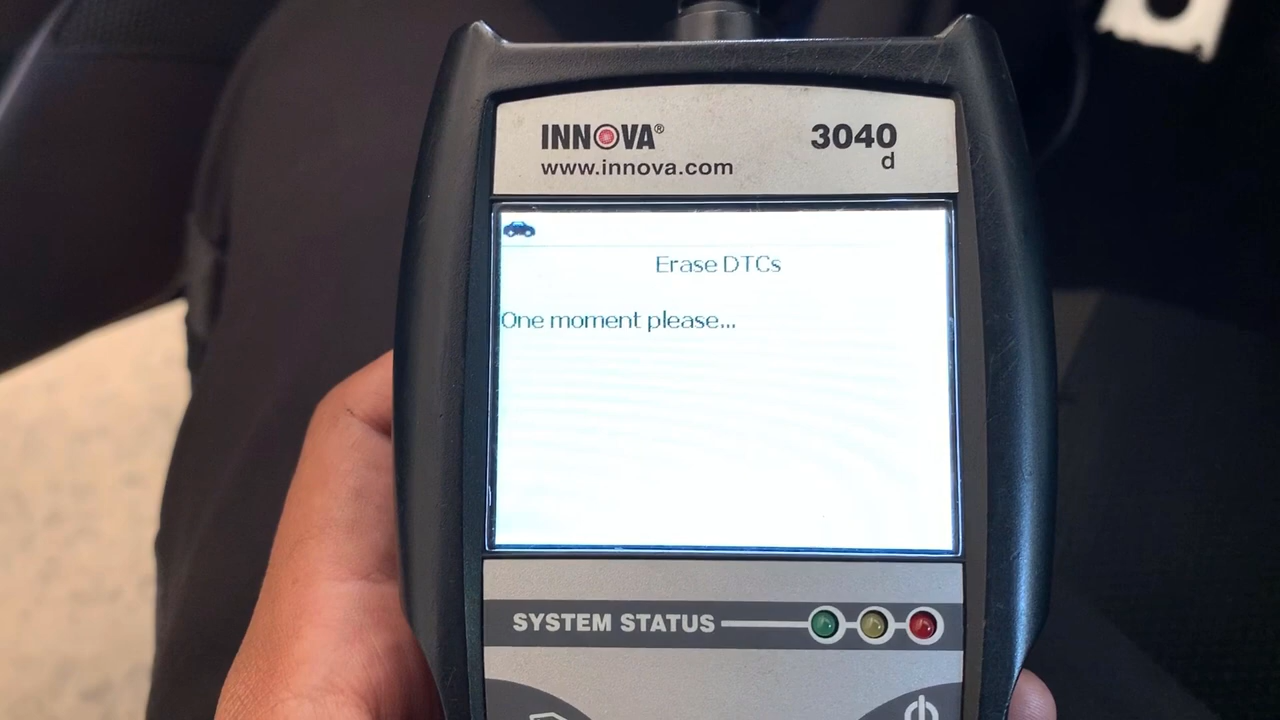 INNOVA®
3040
d
www.innova.com
Erase DTCs
One moment please...
SYSTEM STATUS